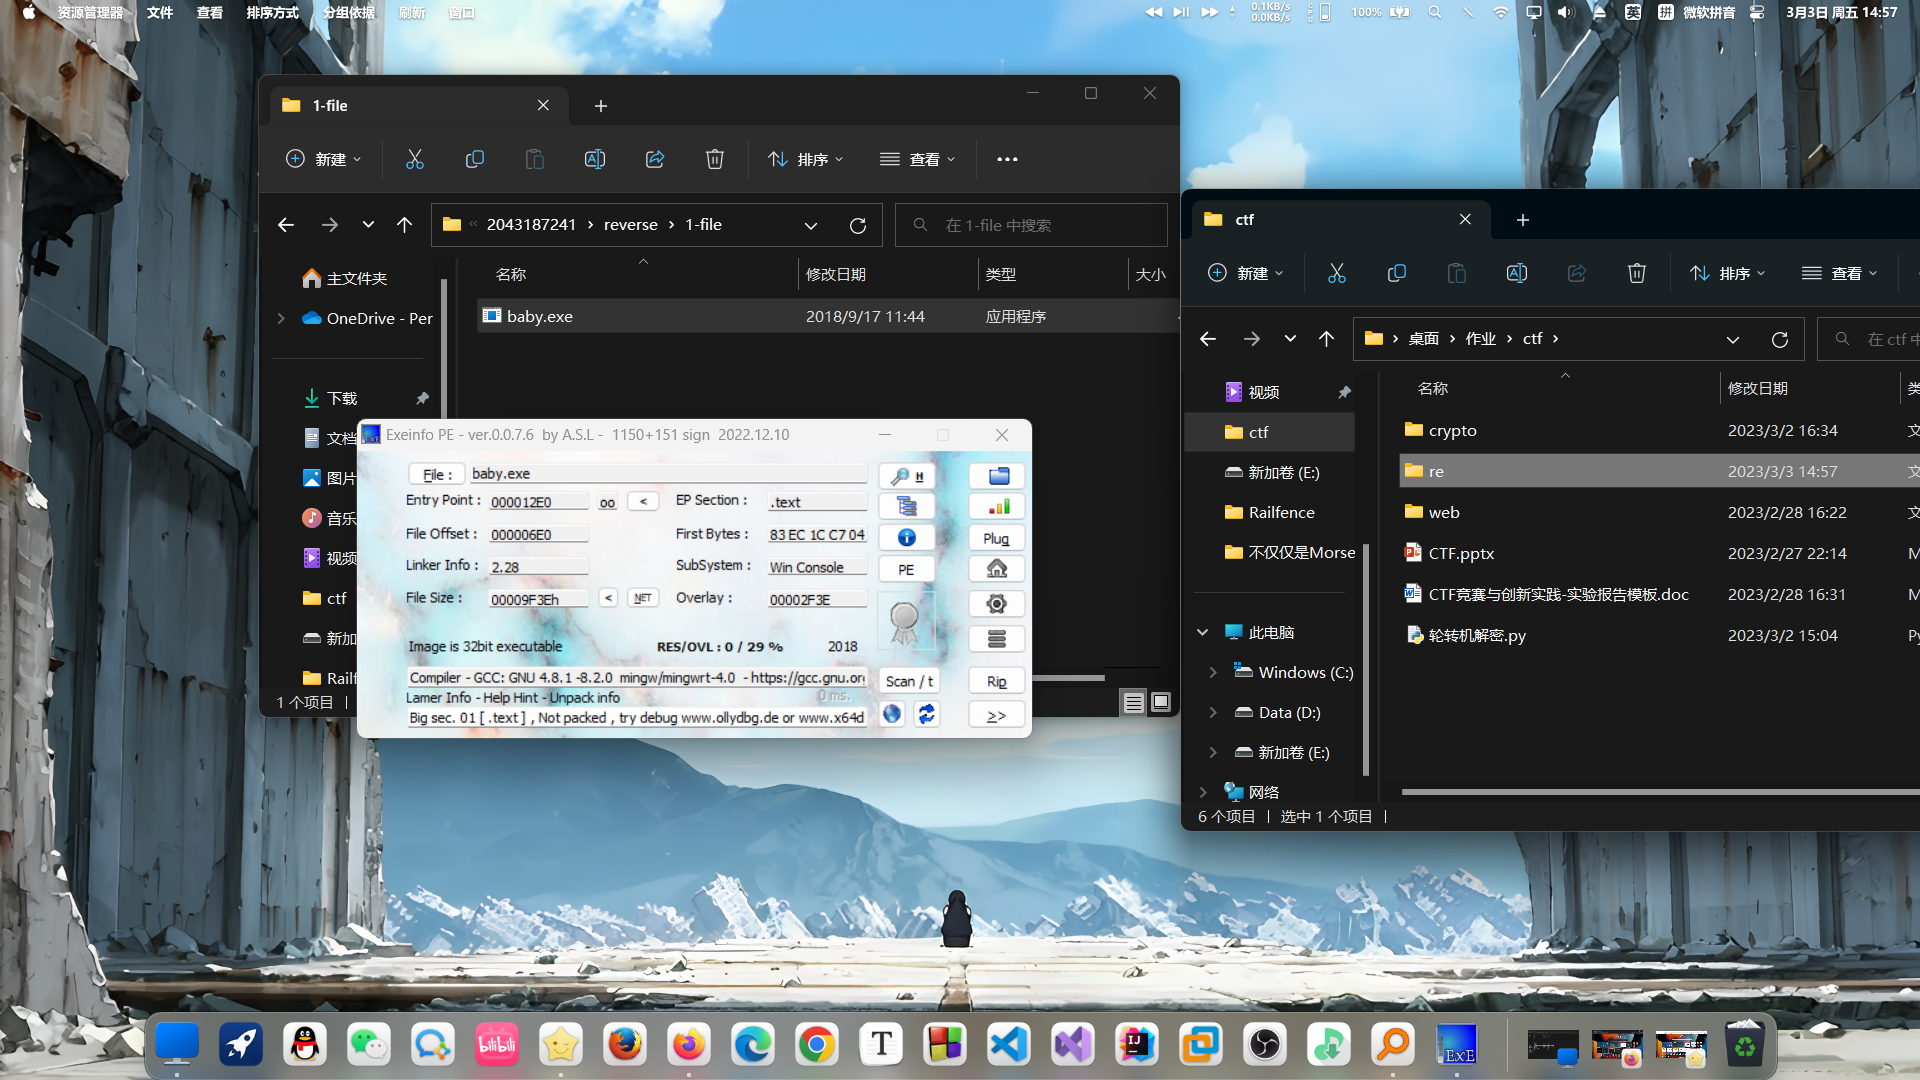 资源管理器 文件 查看 排序方式 分组依据 刷新 窗口
0.1KB/s
0.0KB/s
CPU
100%
英 拼 微软拼音 3月3日 周五 14:57
1-file
新建 排序 查看
« 2043187241 › reverse › 1-file
在 1-file 中搜索
名称 修改日期 类型 大小
主文件夹
OneDrive - Per
下载
文档
图片
音乐
视频
ctf
新加
Railf
baby.exe 2018/9/17 11:44 应用程序
1 个项目
Exeinfo PE - ver.0.0.7.6 by A.S.L - 1150+151 sign 2022.12.10
File : baby.exe
H
Entry Point : 000012E0 oo < EP Section : .text
File Offset : 000006E0 First Bytes : 83 EC 1C C7 04
Plug
Linker Info : 2.28 SubSystem : Win Console
PE
File Size : 00009F3Eh < NET Overlay : 00002F3E
Image is 32bit executable RES/OVL : 0 / 29 % 2018
Compiler - GCC: GNU 4.8.1 -8.2.0 mingw/mingwrt-4.0 - https://gcc.gnu.org
Scan / t Rip
Lamer Info - Help Hint - Unpack info 0 ms.
Big sec. 01 [ .text ] , Not packed , try debug www.ollydbg.de or www.x64d
>>
ctf
新建 排序 查看
› 桌面 › 作业 › ctf ›
在 ctf 中
名称 修改日期 类
视频
ctf
新加卷 (E:)
Railfence
不仅仅是Morse
此电脑
Windows (C:)
Data (D:)
新加卷 (E:)
网络
crypto 2023/3/2 16:34 文
re 2023/3/3 14:57 文
web 2023/2/28 16:22 文
CTF.pptx 2023/2/27 22:14 M
CTF竞赛与创新实践-实验报告模板.doc 2023/2/28 16:31 M
轮转机解密.py 2023/3/2 15:04 Py
6 个项目 选中 1 个项目
bilibili
T
IJ
ExE